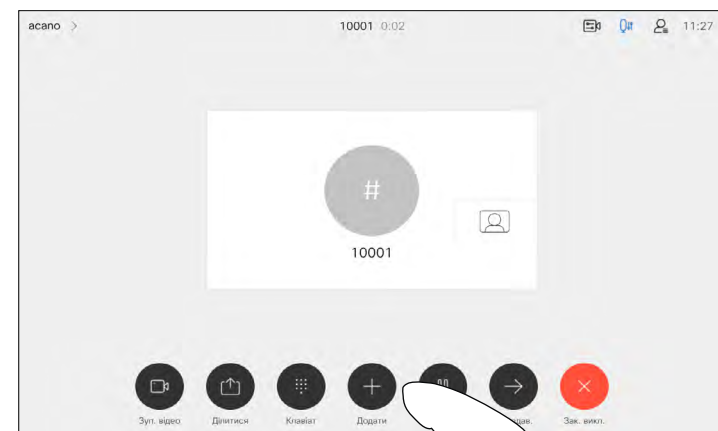 acano >
10001 0:02
11:27
#
10001
Зуп. відео
Ділитися
Клавіат
Додати
Зак. викл.